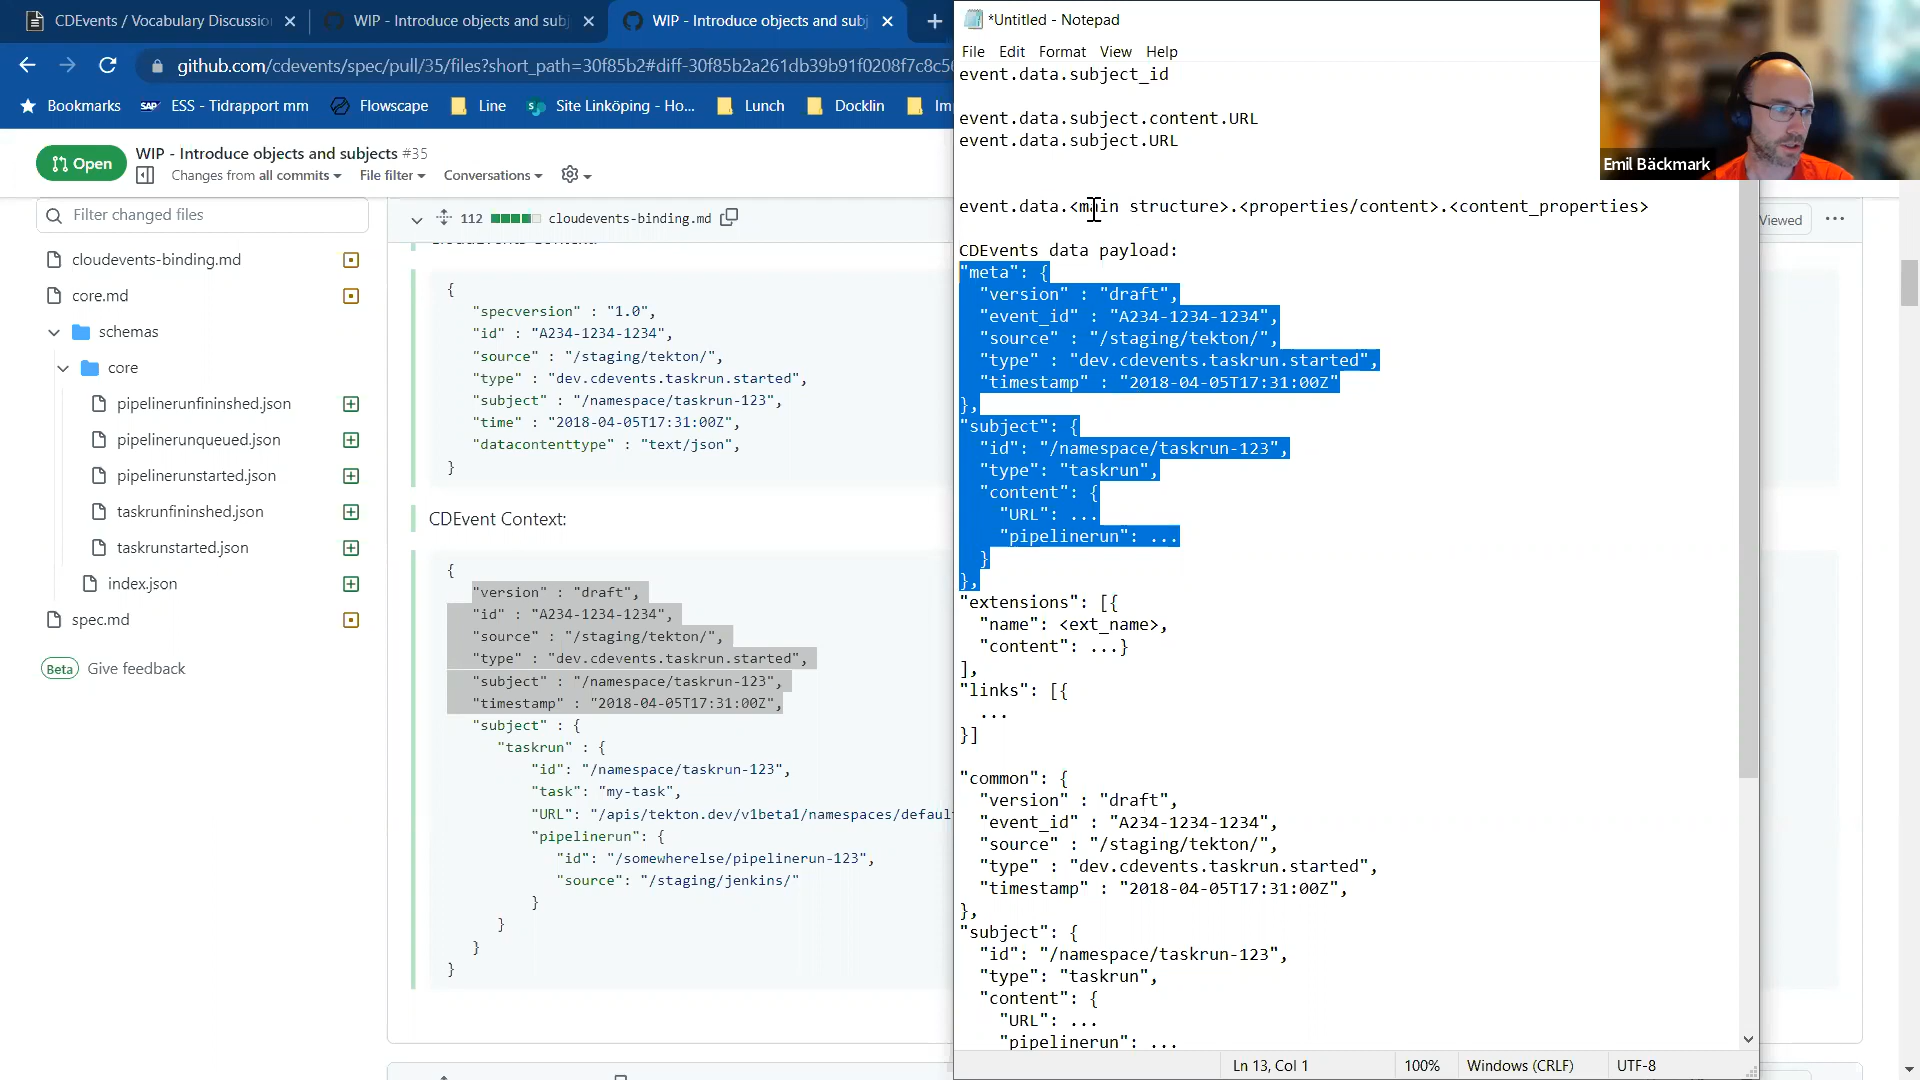 CDEvents / Vocabulary Discussio
WIP - Introduce objects and subj
WIP - Introduce objects and subj
github.com/cdevents/spec/pull/35/files?short_path=30f85b2#diff-30f85b2a261db39b91f0208f7c8c5
Bookmarks
ESS - Tidrapport mm
Flowscape
Line
Site Linköping - Ho...
Lunch
Docklin
Im
Open
WIP - Introduce objects and subjects #35
Changes from all commits
File filter
Conversations
Filter changed files
cloudevents-binding.md
core.md
schemas
core
pipelinerunfininshed.json
pipelinerunqueued.json
pipelinerunstarted.json
taskrunfininshed.json
taskrunstarted.json
index.json
spec.md
Beta Give feedback
112 cloudevents-binding.md
Viewed
{
"specversion" : "1.0",
"id" : "A234-1234-1234",
"source" : "/staging/tekton/",
"type" : "dev.cdevents.taskrun.started",
"subject" : "/namespace/taskrun-123",
"time" : "2018-04-05T17:31:00Z",
"datacontenttype" : "text/json",
}
CDEvent Context:
{
"version" : "draft",
"id" : "A234-1234-1234",
"source" : "/staging/tekton/",
"type" : "dev.cdevents.taskrun.started",
"subject" : "/namespace/taskrun-123",
"timestamp" : "2018-04-05T17:31:00Z",
"subject" : {
"taskrun" : {
"id": "/namespace/taskrun-123",
"task": "my-task",
"URL": "/apis/tekton.dev/v1beta1/namespaces/defaul
"pipelinerun": {
"id": "/somewherelse/pipelinerun-123",
"source": "/staging/jenkins/"
}
}
}
}
*Untitled - Notepad
File Edit Format View Help
event.data.subject_id
event.data.subject.content.URL
event.data.subject.URL
event.data.<main structure>.<properties/content>.<content_properties>
CDEvents data payload:
"meta": {
"version" : "draft",
"event_id" : "A234-1234-1234",
"source" : "/staging/tekton/",
"type" : "dev.cdevents.taskrun.started",
"timestamp" : "2018-04-05T17:31:00Z"
},
"subject": {
"id": "/namespace/taskrun-123",
"type": "taskrun",
"content": {
"URL": ...
"pipelinerun": ...
}
},
"extensions": [{
"name": <ext_name>,
"content": ...}
],
"links": [{
...
}]
"common": {
"version" : "draft",
"event_id" : "A234-1234-1234",
"source" : "/staging/tekton/",
"type" : "dev.cdevents.taskrun.started",
"timestamp" : "2018-04-05T17:31:00Z",
},
"subject": {
"id": "/namespace/taskrun-123",
"type": "taskrun",
"content": {
"URL": ...
"pipelinerun": ...
Ln 13, Col 1
100%
Windows (CRLF)
UTF-8
Emil Bäckmark